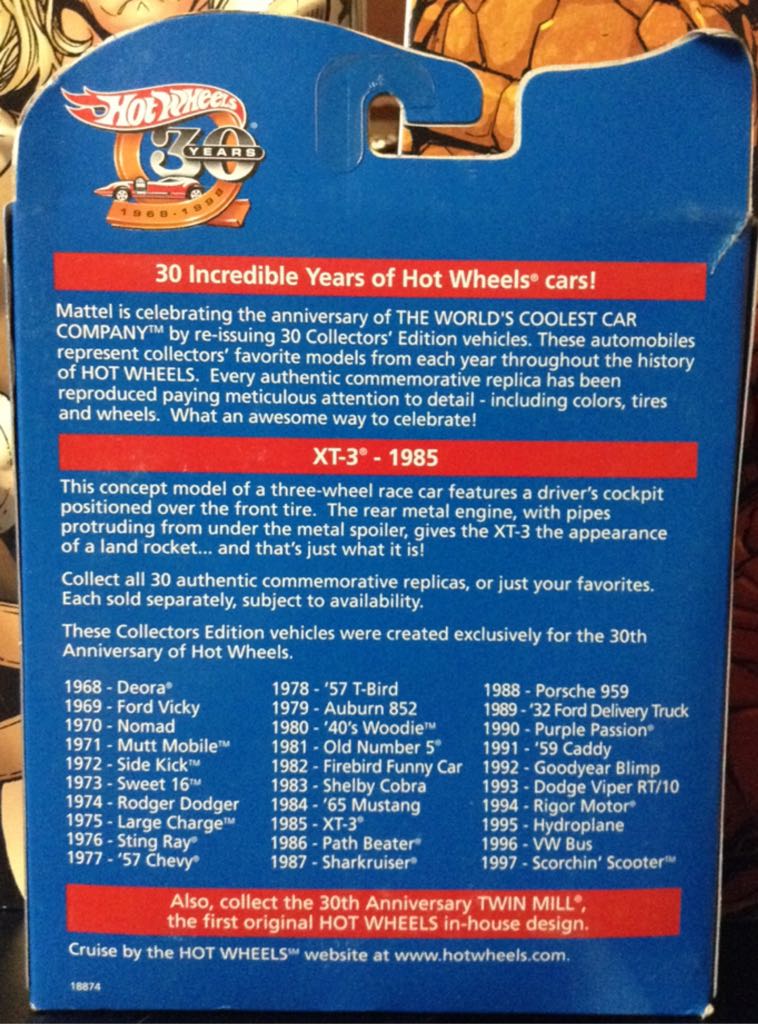 HOT WHEELS®
30
YEARS
1968-1998
30 Incredible Years of Hot Wheels® cars!
Mattel is celebrating the anniversary of THE WORLD'S COOLEST CAR
COMPANY™ by re-issuing 30 Collectors' Edition vehicles. These automobiles
represent collectors' favorite models from each year throughout the history
of HOT WHEELS. Every authentic commemorative replica has been
reproduced paying meticulous attention to detail - including colors, tires
and wheels. What an awesome way to celebrate!
XT-3® - 1985
This concept model of a three-wheel race car features a driver's cockpit
positioned over the front tire. The rear metal engine, with pipes
protruding from under the metal spoiler, gives the XT-3 the appearance
of a land rocket... and that's just what it is!
Collect all 30 authentic commemorative replicas, or just your favorites.
Each sold separately, subject to availability.
These Collectors Edition vehicles were created exclusively for the 30th
Anniversary of Hot Wheels.
1968 - Deora®
1969 - Ford Vicky
1970 - Nomad
1971 - Mutt Mobile™
1972 - Side Kick™
1973 - Sweet 16™
1974 - Rodger Dodger
1975 - Large Charge™
1976 - Sting Ray®
1977 - '57 Chevy®
1978 - '57 T-Bird
1979 - Auburn 852
1980 - '40's Woodie™
1981 - Old Number 5®
1982 - Firebird Funny Car
1983 - Shelby Cobra
1984 - '65 Mustang
1985 - XT-3®
1986 - Path Beater®
1987 - Sharkruiser®
1988 - Porsche 959
1989 - '32 Ford Delivery Truck
1990 - Purple Passion®
1991 - '59 Caddy
1992 - Goodyear Blimp
1993 - Dodge Viper RT/10
1994 - Rigor Motor®
1995 - Hydroplane
1996 - VW Bus
1997 - Scorchin' Scooter™
Also, collect the 30th Anniversary TWIN MILL®,
the first original HOT WHEELS in-house design.
Cruise by the HOT WHEELS℠ website at www.hotwheels.com.
18874